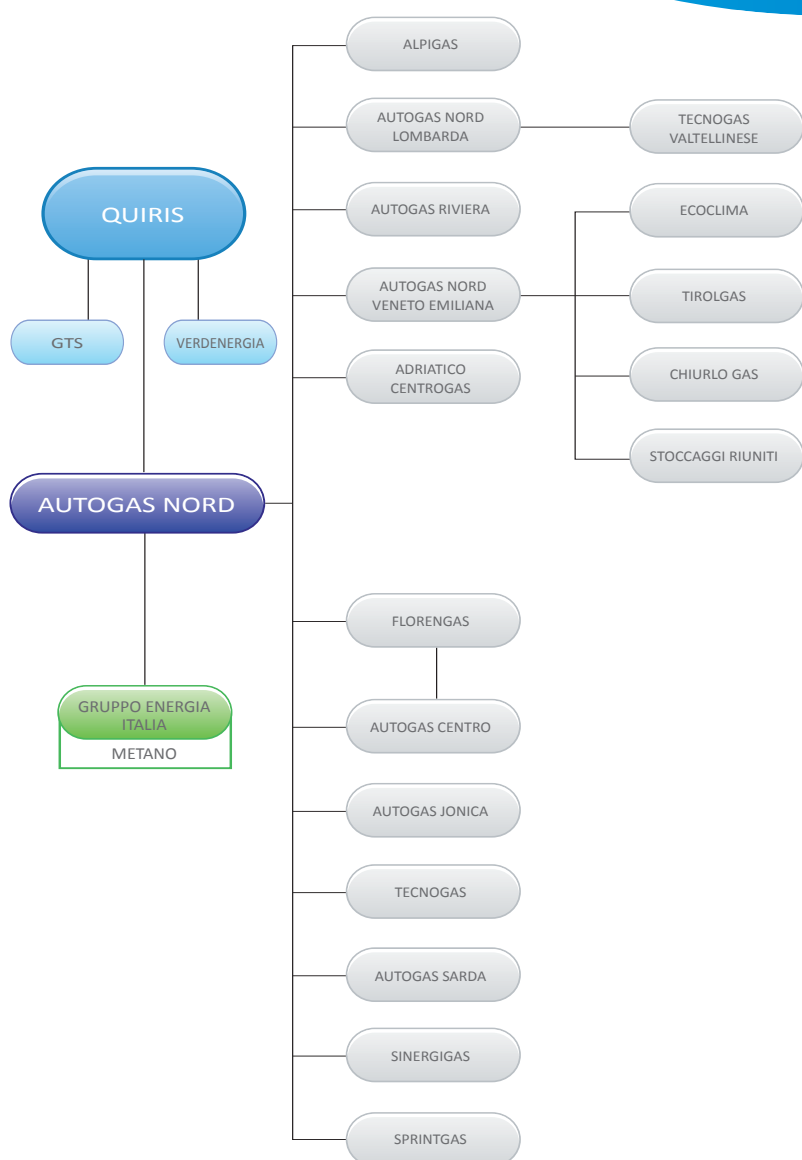 QUIRIS
GTS
VERDENERGIA
AUTOGAS NORD
GRUPPO ENERGIA
ITALIA
METANO
ALPIGAS
AUTOGAS NORD
LOMBARDA
AUTOGAS RIVIERA
AUTOGAS NORD
VENETO EMILIANA
ADRIATICO
CENTROGAS
FLORENGAS
AUTOGAS CENTRO
AUTOGAS JONICA
TECNOGAS
AUTOGAS SARDA
SINERGIGAS
SPRINTGAS
TECNOGAS
VALTELLINESE
ECOCLIMA
TIROLGAS
CHIURLO GAS
STOCCAGGI RIUNITI